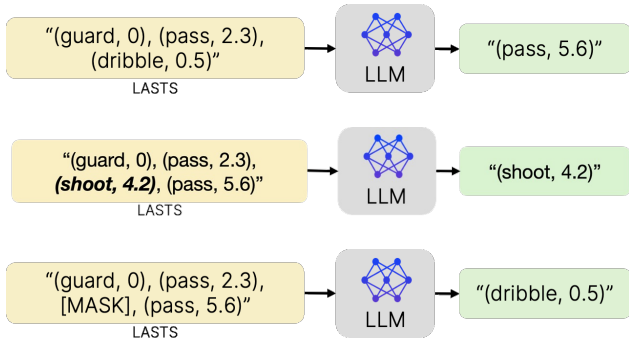 “(guard, 0), (pass, 2.3),
(dribble, 0.5)”
LASTS
LLM
“(pass, 5.6)”
“(guard, 0), (pass, 2.3),
(shoot, 4.2), (pass, 5.6)”
LASTS
LLM
“(shoot, 4.2)”
“(guard, 0), (pass, 2.3),
[MASK], (pass, 5.6)”
LASTS
LLM
“(dribble, 0.5)”